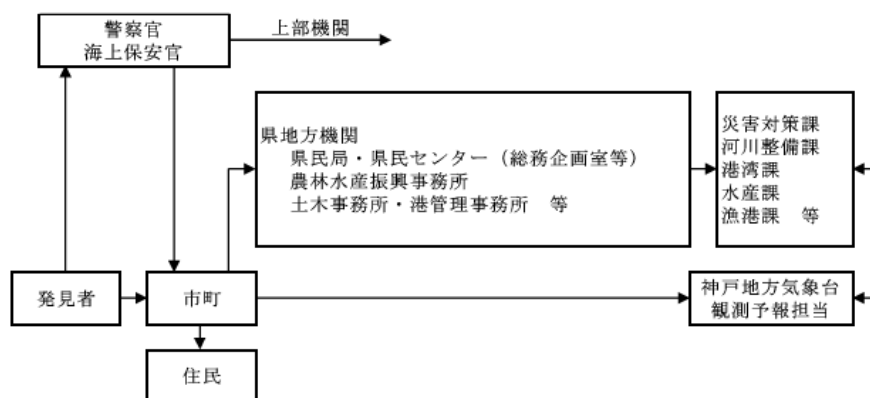 警察官
海上保安官
上部機関
県地方機関
県民局・県民センター（総務企画室等）
農林水産振興事務所
土木事務所・港管理事務所　等
災害対策課
河川整備課
港湾課
水産課
漁港課　等
発見者
市町
神戸地方気象台
観測予報担当
住民